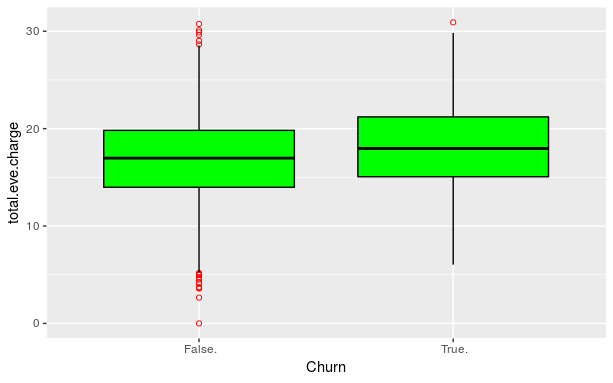 total.eve.charge
30
20
10
0
False.
True.
Churn